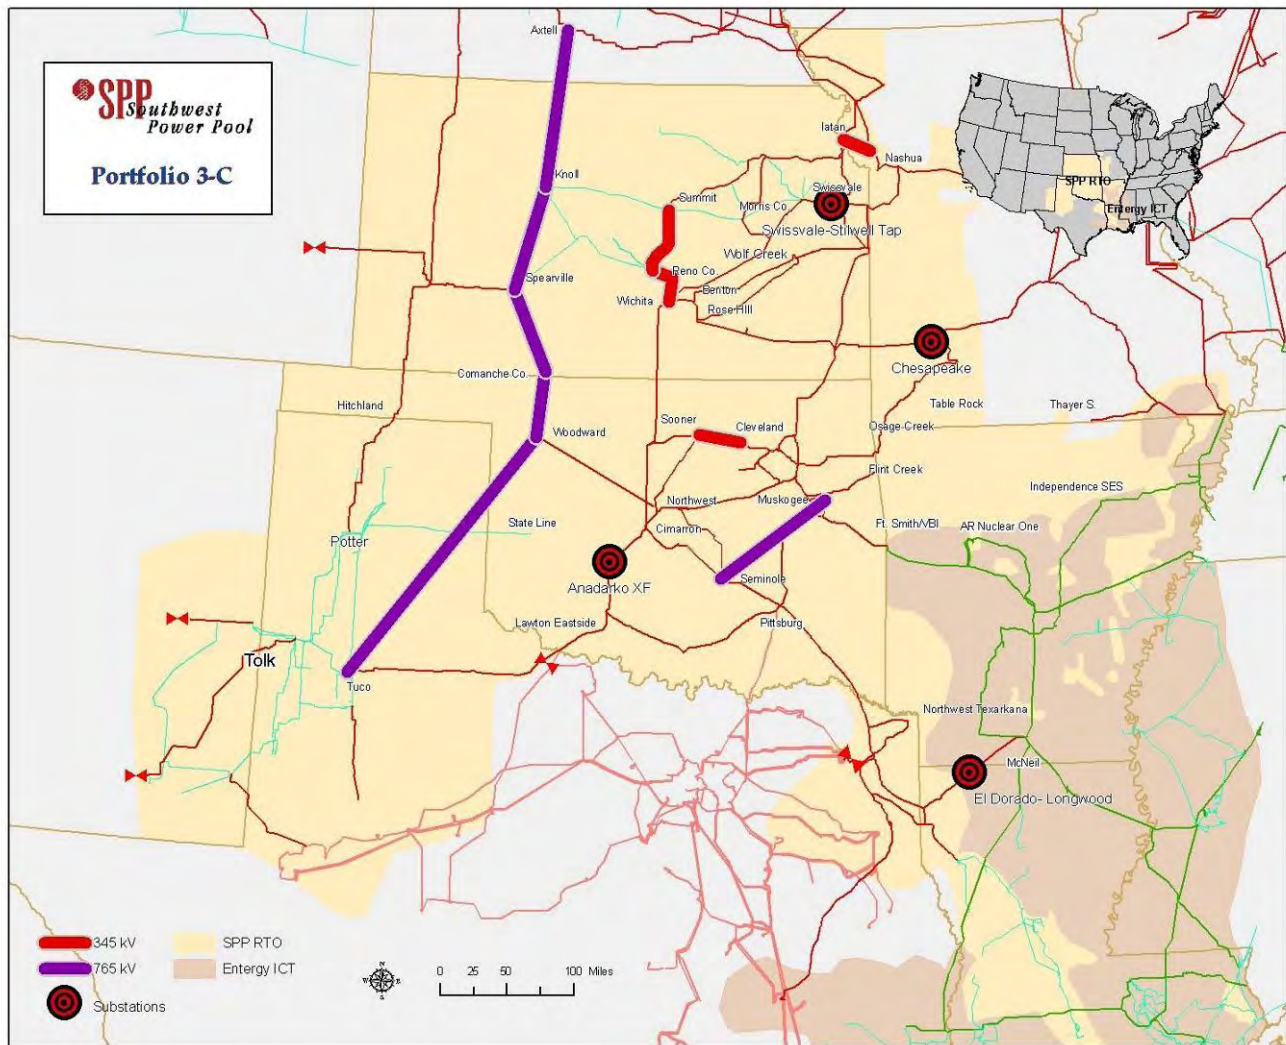 SPP
Southwest
Power Pool
Portfolio 3-C
Axtell
Iatan
Nashua
Knoll
Summit
Swissvale
Morris Co.
Swissvale-Stilwell Tap
Wolf Creek
SPP RTO
Entergy ICT
Spearville
Reno Co.
Benton
Wichita
Rose Hill
Comanche Co.
Chesapeake
Hitchland
Table Rock
Thayer S.
Sooner
Cleveland
Osage Creek
Woodward
Flint Creek
Independence SES
Northwest
Muskogee
State Line
Cimarron
Ft. Smith/VBI
AR Nuclear One
Potter
Seminole
Anadarko XF
Lawton Eastside
Pittsburg
Tolk
Tuco
Northwest Texarkana
McNeil
El Dorado- Longwood
345 kV
SPP RTO
765 kV
Entergy ICT
Substations
N
W
E
S
0 25 50 100 Miles